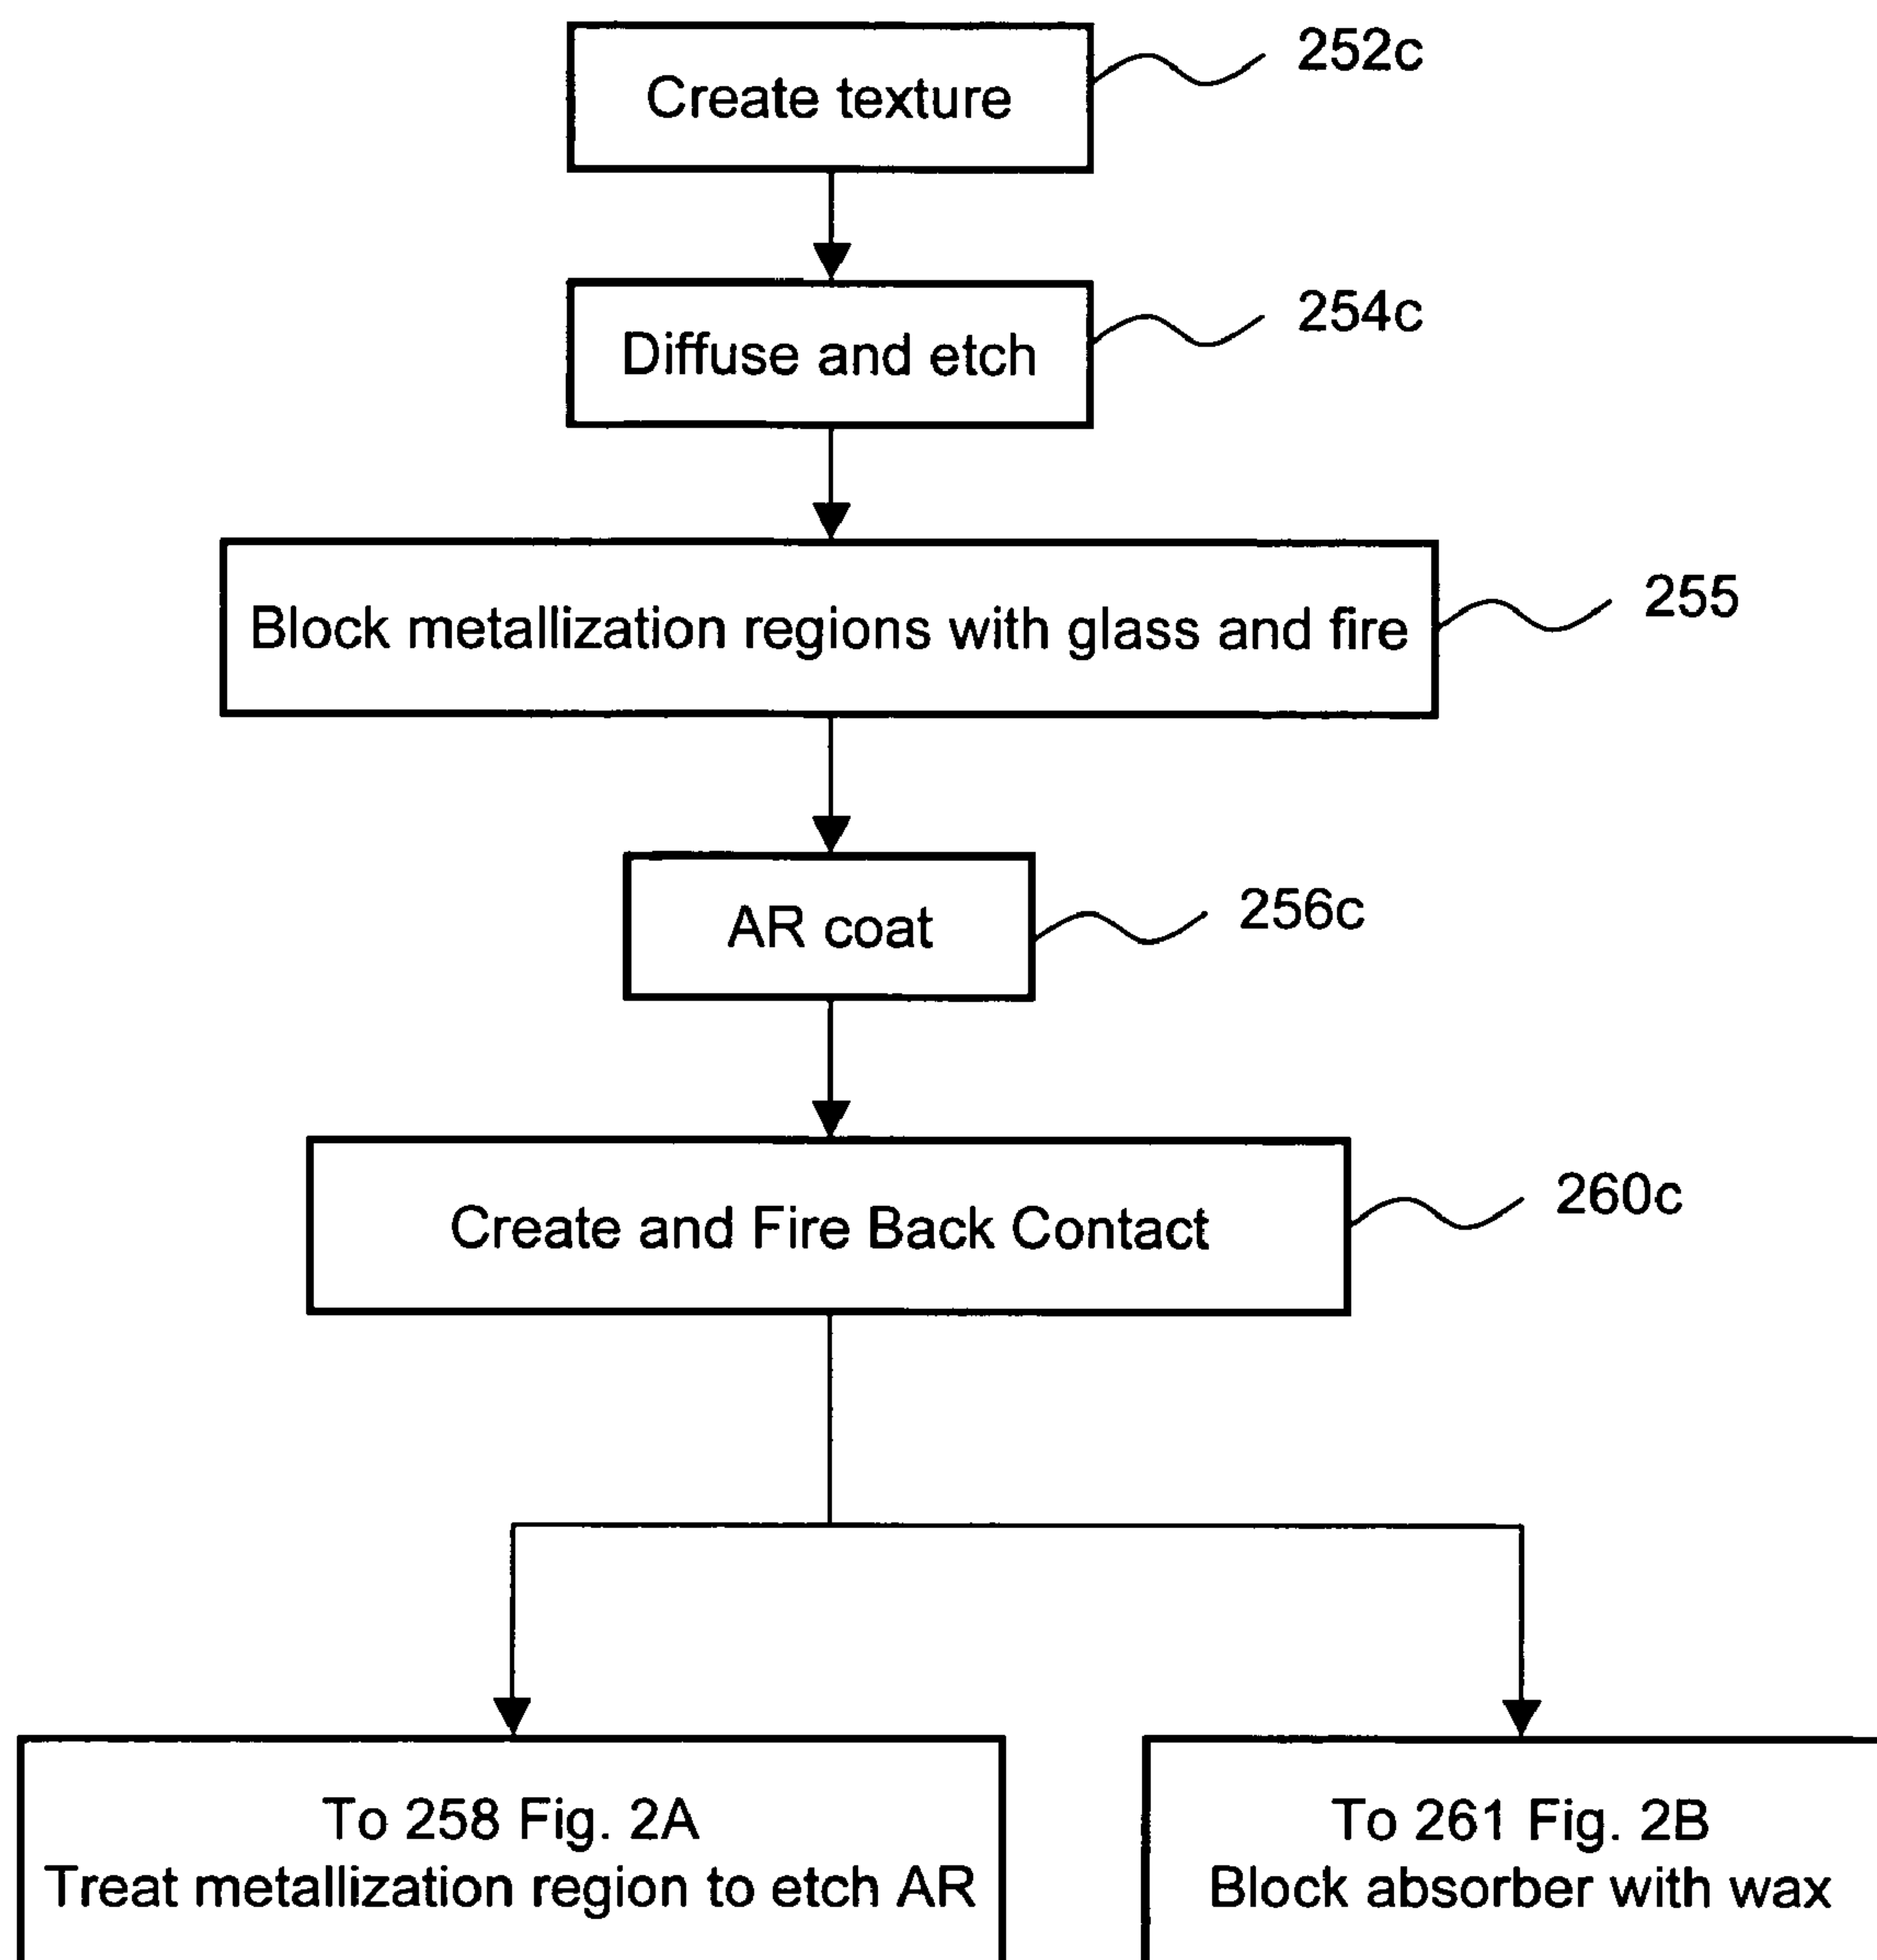 Create texture
252c
Diffuse and etch
254c
Block metallization regions with glass and fire
255
AR coat
256c
Create and Fire Back Contact
260c
To 258 Fig. 2A
Treat metallization region to etch AR
To 261 Fig. 2B
Block absorber with wax